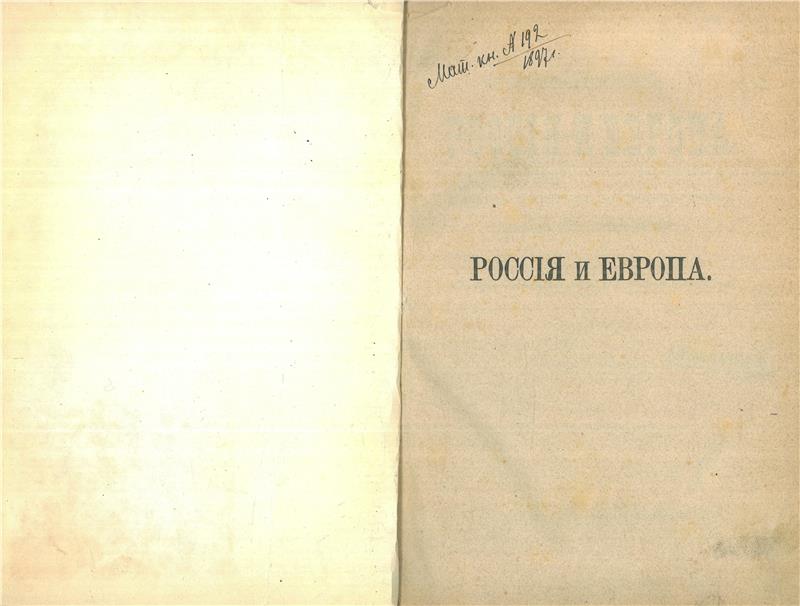 Мат. кн. № 192
1897 г.
РОССІЯ и ЕВРОПА.